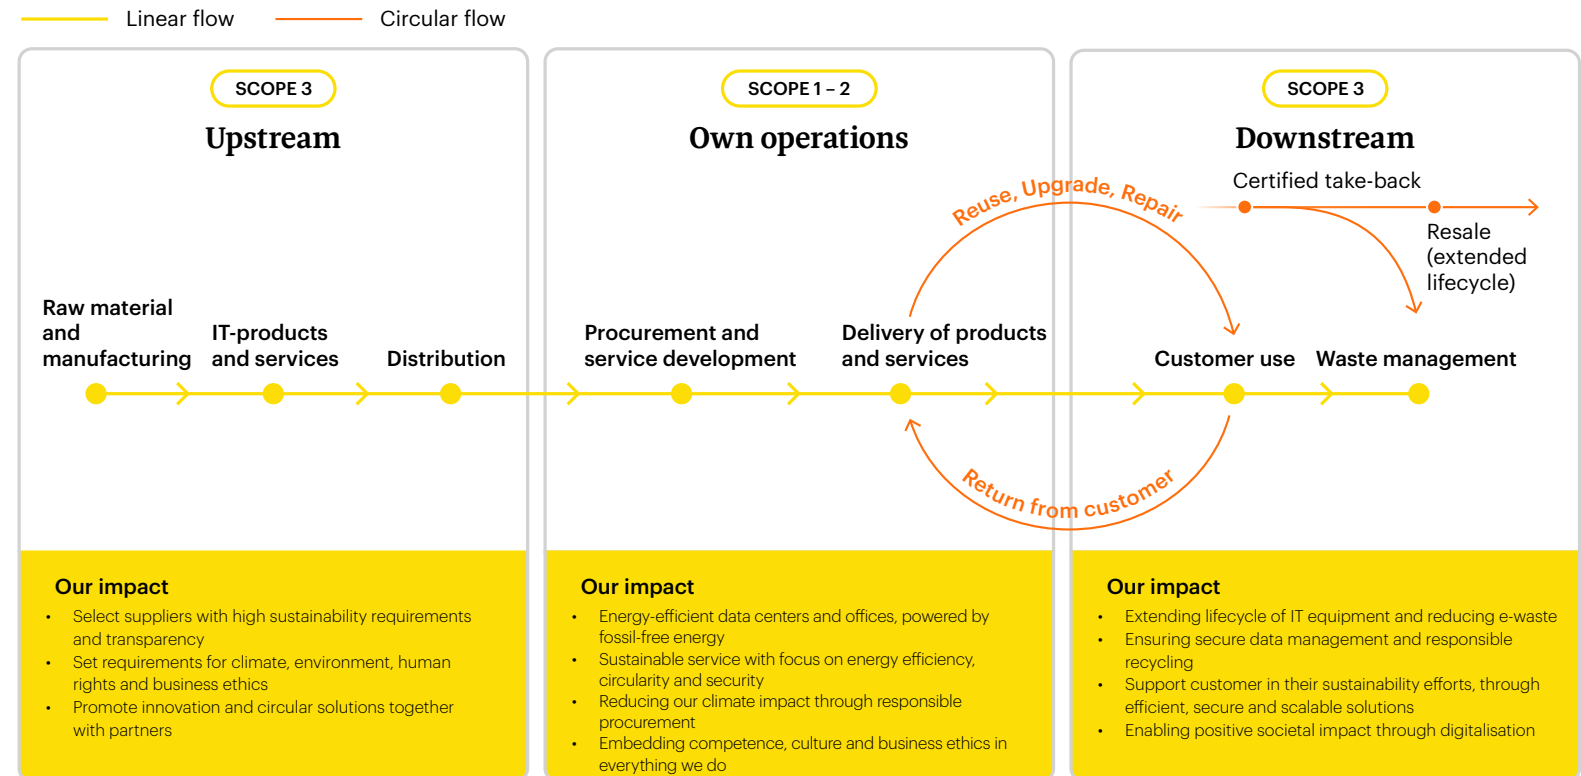 Linear flow
Circular flow
SCOPE 3
Upstream
Raw material
and
manufacturing
IT-products
and services
Distribution
Our impact
• Select suppliers with high sustainability requirements
and transparency
• Set requirements for climate, environment, human
rights and business ethics
• Promote innovation and circular solutions together
with partners
SCOPE 1 – 2
Own operations
Procurement and
service development
Delivery of products
and services
Reuse, Upgrade, Repair
Return from customer
Our impact
• Energy-efficient data centers and offices, powered by
fossil-free energy
• Sustainable service with focus on energy efficiency,
circularity and security
• Reducing our climate impact through responsible
procurement
• Embedding competence, culture and business ethics in
everything we do
SCOPE 3
Downstream
Certified take-back
Resale
(extended
lifecycle)
Customer use
Waste management
Our impact
• Extending lifecycle of IT equipment and reducing e-waste
• Ensuring secure data management and responsible
recycling
• Support customer in their sustainability efforts, through
efficient, secure and scalable solutions
• Enabling positive societal impact through digitalisation